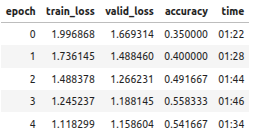 epoch train_loss valid_loss accuracy time
0 1.996868 1.669314 0.350000 01:22
1 1.736145 1.488460 0.400000 01:28
2 1.488378 1.266231 0.491667 01:44
3 1.245237 1.188145 0.558333 01:46
4 1.118299 1.158604 0.541667 01:34